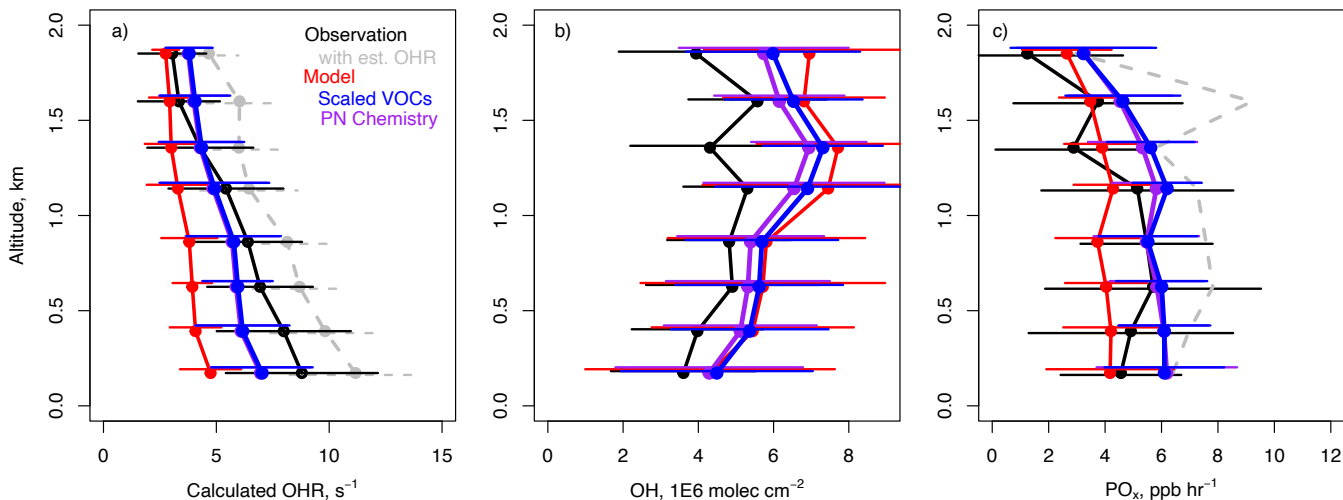 a)
Observation
with est. OHR
Model
Scaled VOCs
PN Chemistry
b)
c)
Altitude, km
0.0 0.5 1.0 1.5 2.0
0 5 10 15
Calculated OHR, s⁻¹
0.0 0.5 1.0 1.5 2.0
0 2 4 6 8
OH, 1E6 molec cm⁻²
0.0 0.5 1.0 1.5 2.0
0 2 4 6 8 10 12
POₓ, ppb hr⁻¹